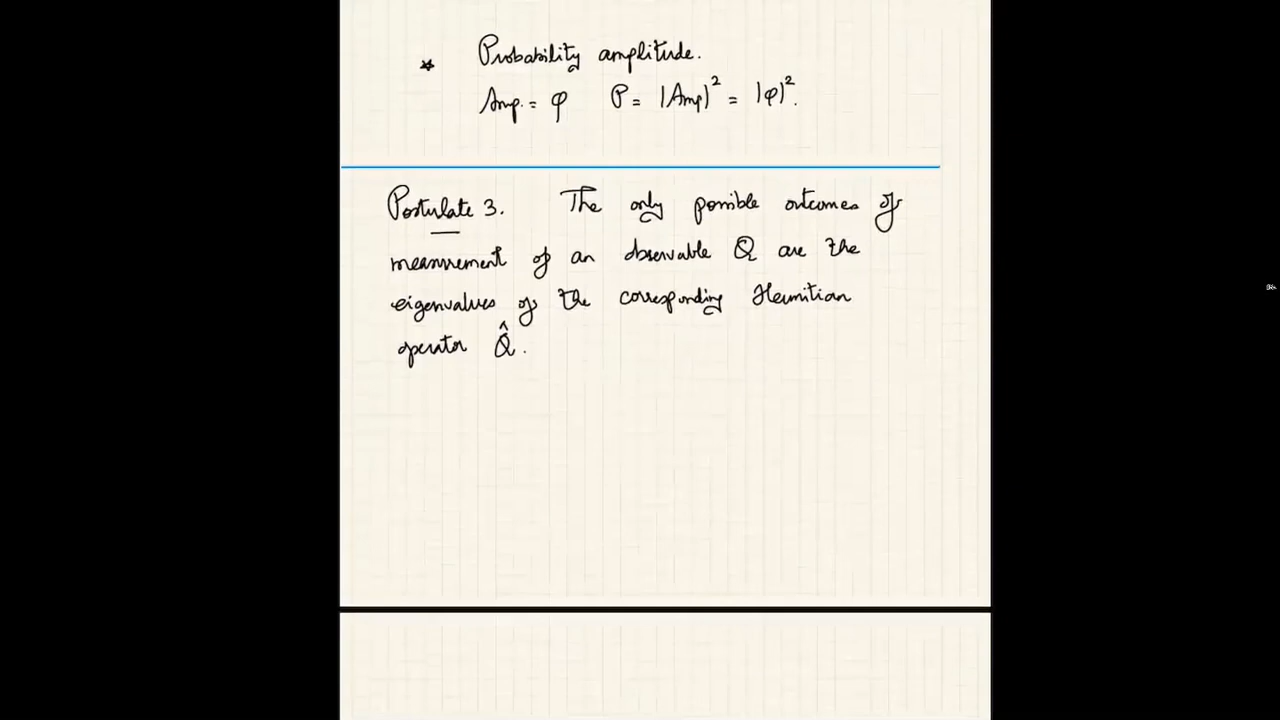 * Probability amplitude.
Amp. = φ P = |Amp|² = |φ|².
Postulate 3. The only possible outcomes of
measurement of an observable Q are the
eigenvalues of the corresponding Hermitian
operator Q̂.